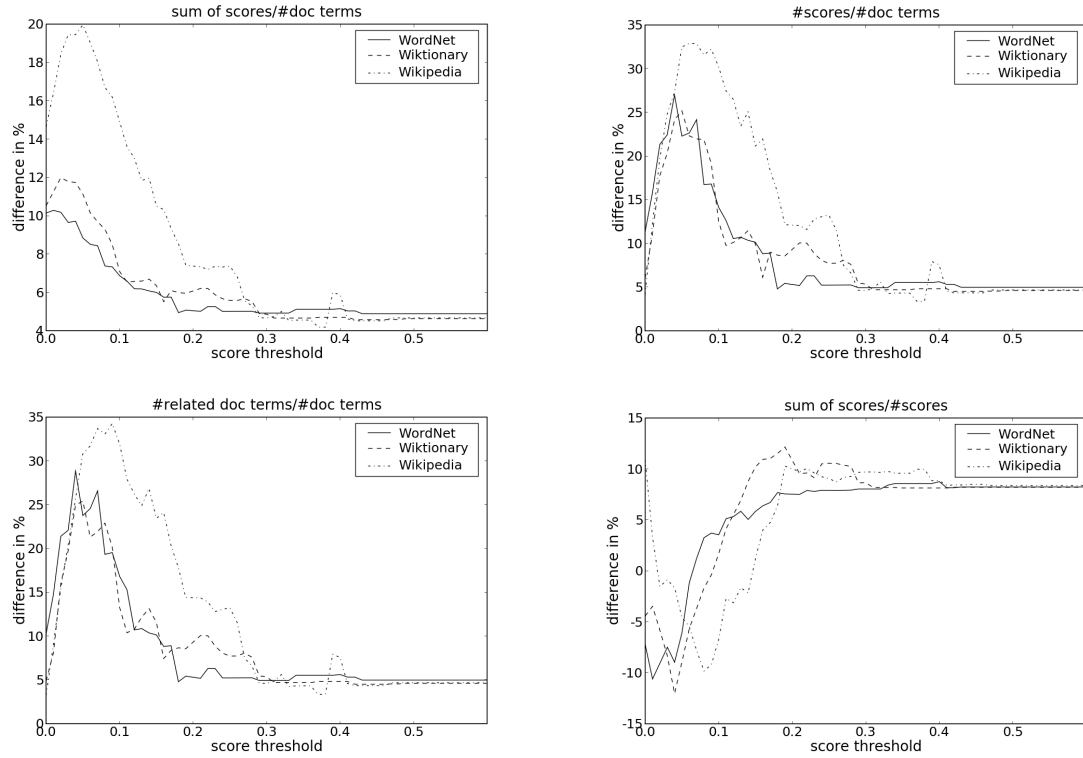 sum of scores/#doc terms
20
18
16
14
12
10
8
6
4
difference in %
WordNet
Wiktionary
Wikipedia
0.0 0.1 0.2 0.3 0.4 0.5
score threshold
#scores/#doc terms
35
30
25
20
15
10
5
0
difference in %
WordNet
Wiktionary
Wikipedia
0.0 0.1 0.2 0.3 0.4 0.5
score threshold
#related doc terms/#doc terms
35
30
25
20
15
10
5
0
difference in %
WordNet
Wiktionary
Wikipedia
0.0 0.1 0.2 0.3 0.4 0.5
score threshold
sum of scores/#scores
15
10
5
0
-5
-10
-15
difference in %
WordNet
Wiktionary
Wikipedia
0.0 0.1 0.2 0.3 0.4 0.5
score threshold